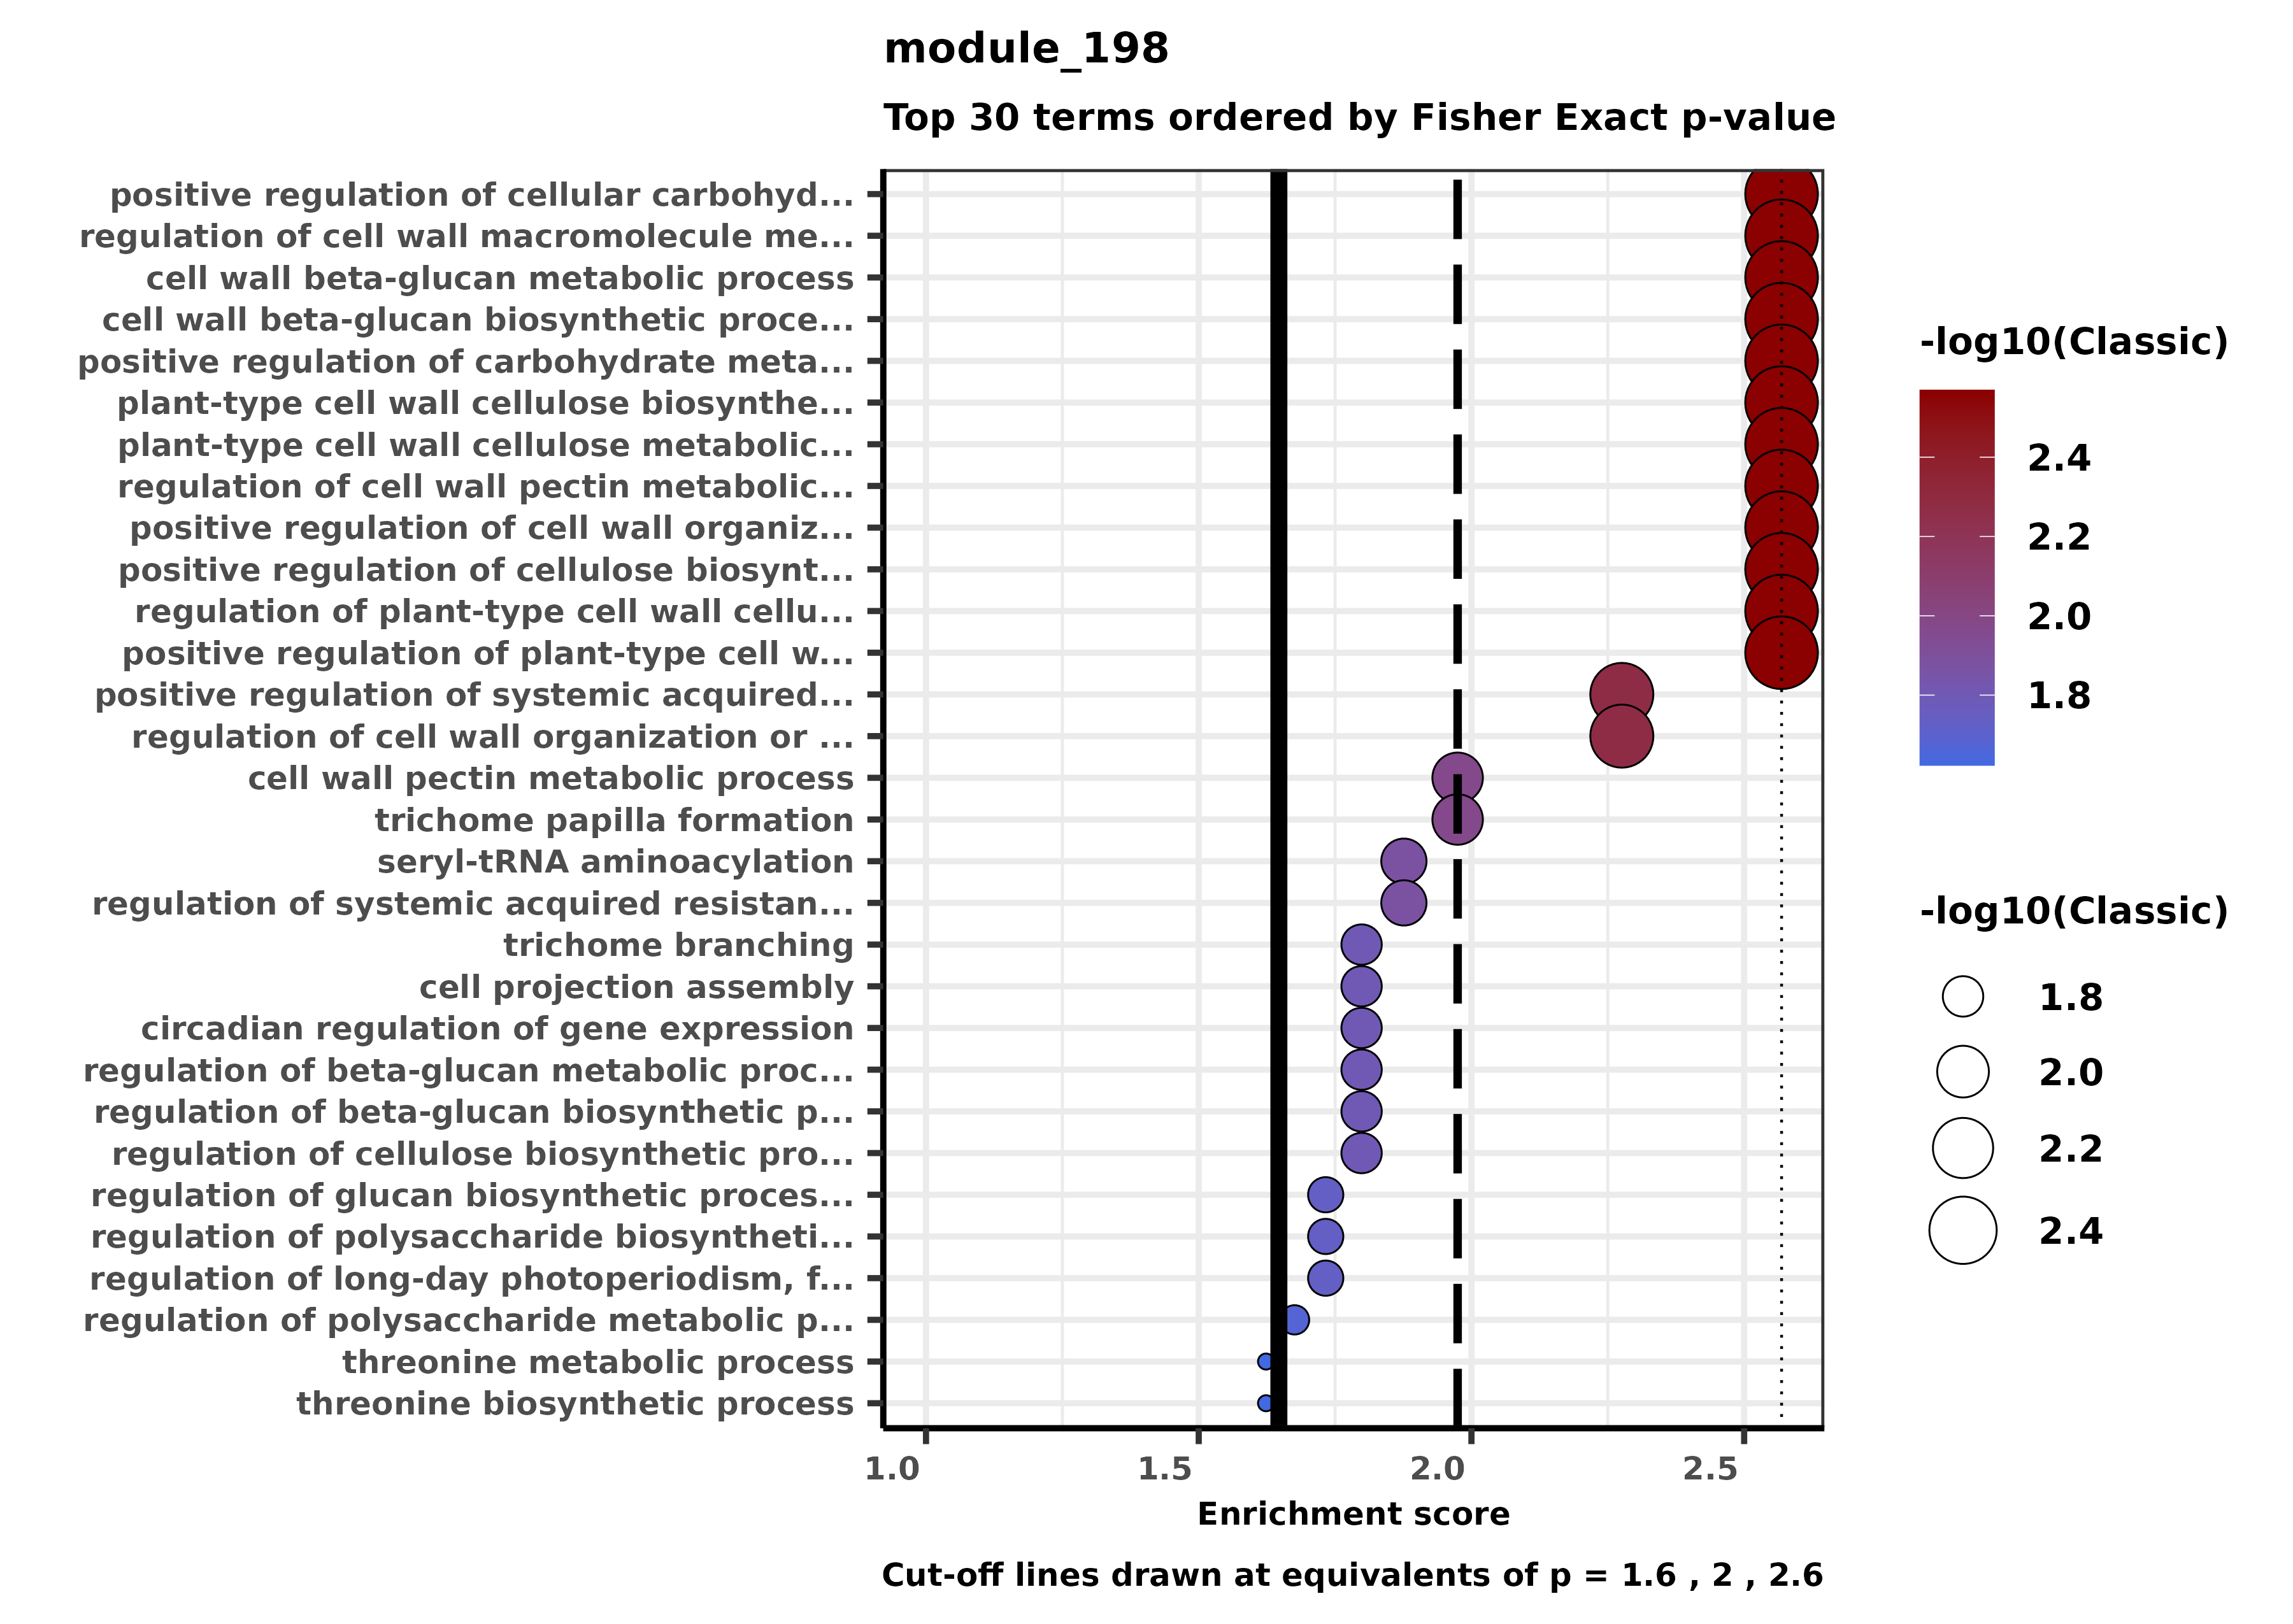 module_198
Top 30 terms ordered by Fisher Exact p-value
positive regulation of cellular carbohyd...
regulation of cell wall macromolecule me...
cell wall beta-glucan metabolic process
cell wall beta-glucan biosynthetic proce...
positive regulation of carbohydrate meta...
plant-type cell wall cellulose biosynthe...
plant-type cell wall cellulose metabolic...
regulation of cell wall pectin metabolic...
positive regulation of cell wall organiz...
positive regulation of cellulose biosynt...
regulation of plant-type cell wall cellu...
positive regulation of plant-type cell w...
positive regulation of systemic acquired...
regulation of cell wall organization or ...
cell wall pectin metabolic process
trichome papilla formation
seryl-tRNA aminoacylation
regulation of systemic acquired resistan...
trichome branching
cell projection assembly
circadian regulation of gene expression
regulation of beta-glucan metabolic proc...
regulation of beta-glucan biosynthetic p...
regulation of cellulose biosynthetic pro...
regulation of glucan biosynthetic proces...
regulation of polysaccharide biosyntheti...
regulation of long-day photoperiodism, f...
regulation of polysaccharide metabolic p...
threonine metabolic process
threonine biosynthetic process
1.0 1.5 2.0 2.5
Enrichment score
Cut-off lines drawn at equivalents of p = 1.6 , 2 , 2.6
-log10(Classic)
2.4
2.2
2.0
1.8
-log10(Classic)
1.8
2.0
2.2
2.4